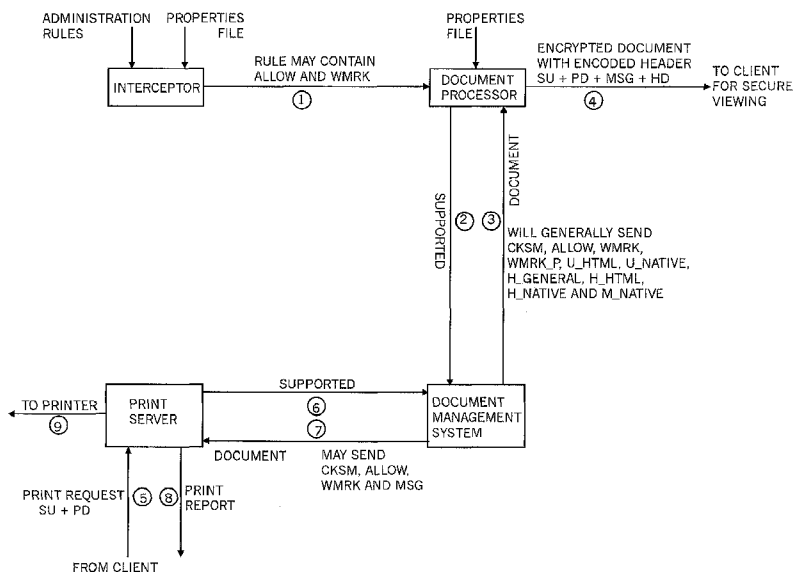 ADMINISTRATION
RULES
PROPERTIES
FILE
PROPERTIES
FILE
RULE MAY CONTAIN
ALLOW AND WMRK
INTERCEPTOR
1
DOCUMENT
PROCESSOR
ENCRYPTED DOCUMENT
WITH ENCODED HEADER
SU + PD + MSG + HD
4
TO CLIENT
FOR SECURE
VIEWING
SUPPORTED
2
3
DOCUMENT
WILL GENERALLY SEND
CKSM, ALLOW, WMRK,
WMRK_P, U_HTML, U_NATIVE,
H_GENERAL, H_HTML,
H_NATIVE AND M_NATIVE
TO PRINTER
9
PRINT
SERVER
SUPPORTED
6
7
DOCUMENT
MANAGEMENT
SYSTEM
DOCUMENT
MAY SEND
CKSM, ALLOW,
WMRK AND MSG
PRINT REQUEST
SU + PD
5
8
PRINT
REPORT
FROM CLIENT